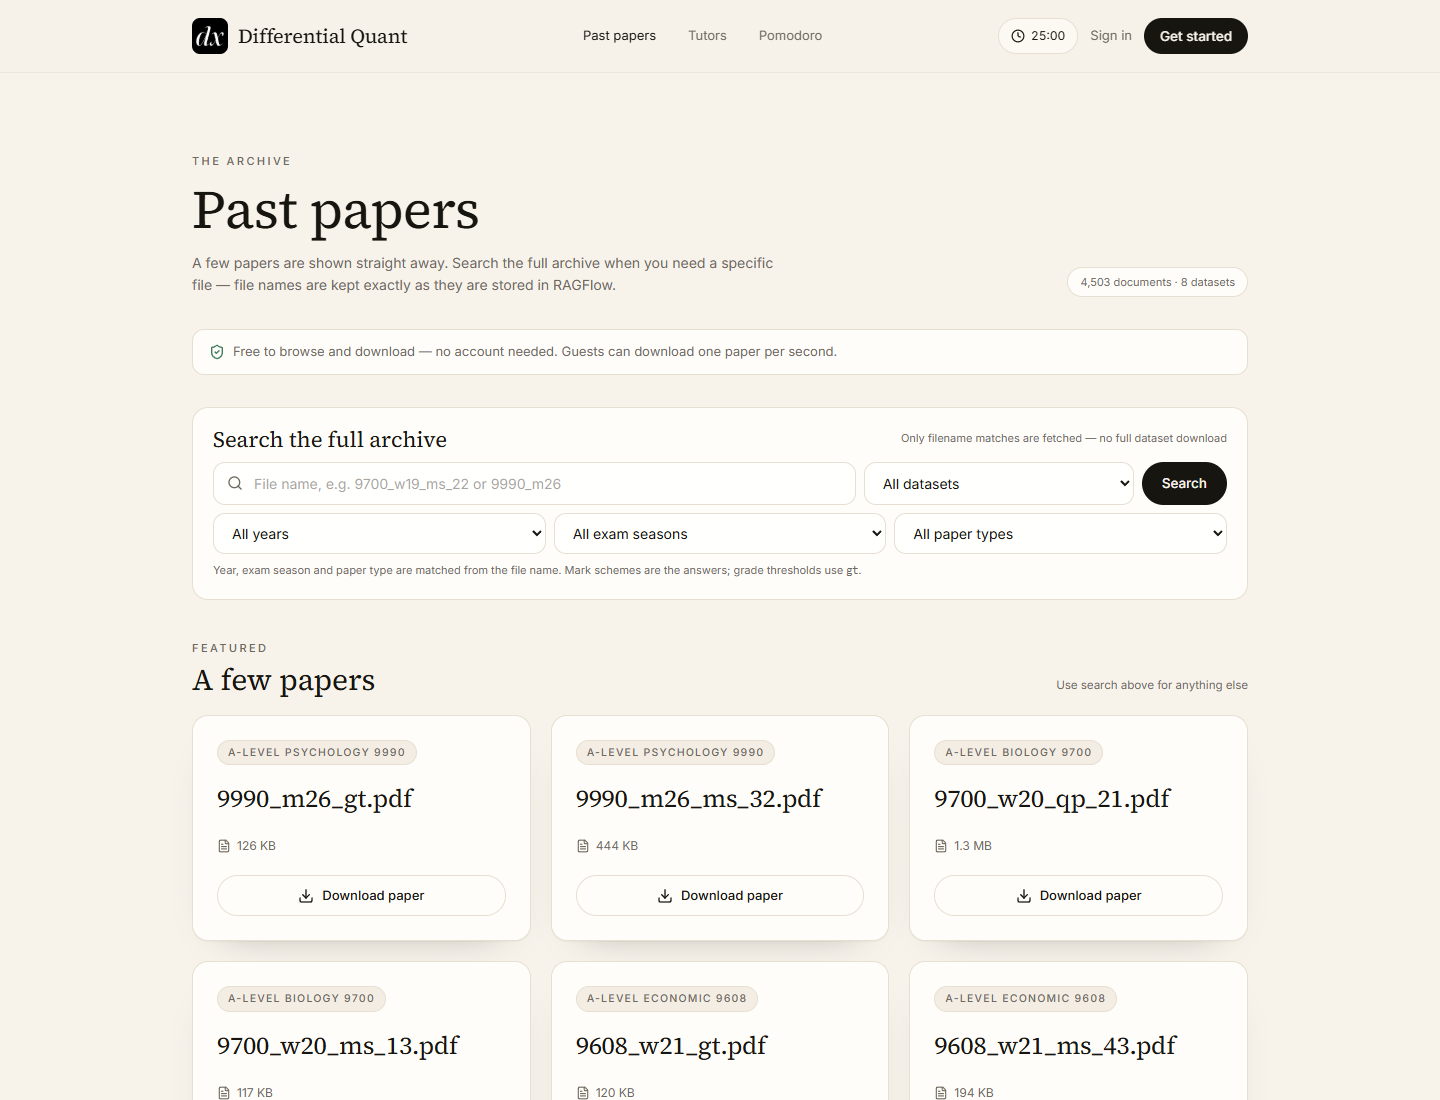 dx Differential Quant
Past papers Tutors Pomodoro
25:00 Sign in Get started
THE ARCHIVE
Past papers
A few papers are shown straight away. Search the full archive when you need a specific
file — file names are kept exactly as they are stored in RAGFlow.
4,503 documents · 8 datasets
Free to browse and download — no account needed. Guests can download one paper per second.
Search the full archive
Only filename matches are fetched — no full dataset download
File name, e.g. 9700_w19_ms_22 or 9990_m26
All datasets
Search
All years
All exam seasons
All paper types
Year, exam season and paper type are matched from the file name. Mark schemes are the answers; grade thresholds use gt.
FEATURED
A few papers
Use search above for anything else
A-LEVEL PSYCHOLOGY 9990
9990_m26_gt.pdf
126 KB
Download paper
A-LEVEL PSYCHOLOGY 9990
9990_m26_ms_32.pdf
444 KB
Download paper
A-LEVEL BIOLOGY 9700
9700_w20_qp_21.pdf
1.3 MB
Download paper
A-LEVEL BIOLOGY 9700
9700_w20_ms_13.pdf
117 KB
A-LEVEL ECONOMIC 9608
9608_w21_gt.pdf
120 KB
A-LEVEL ECONOMIC 9608
9608_w21_ms_43.pdf
194 KB